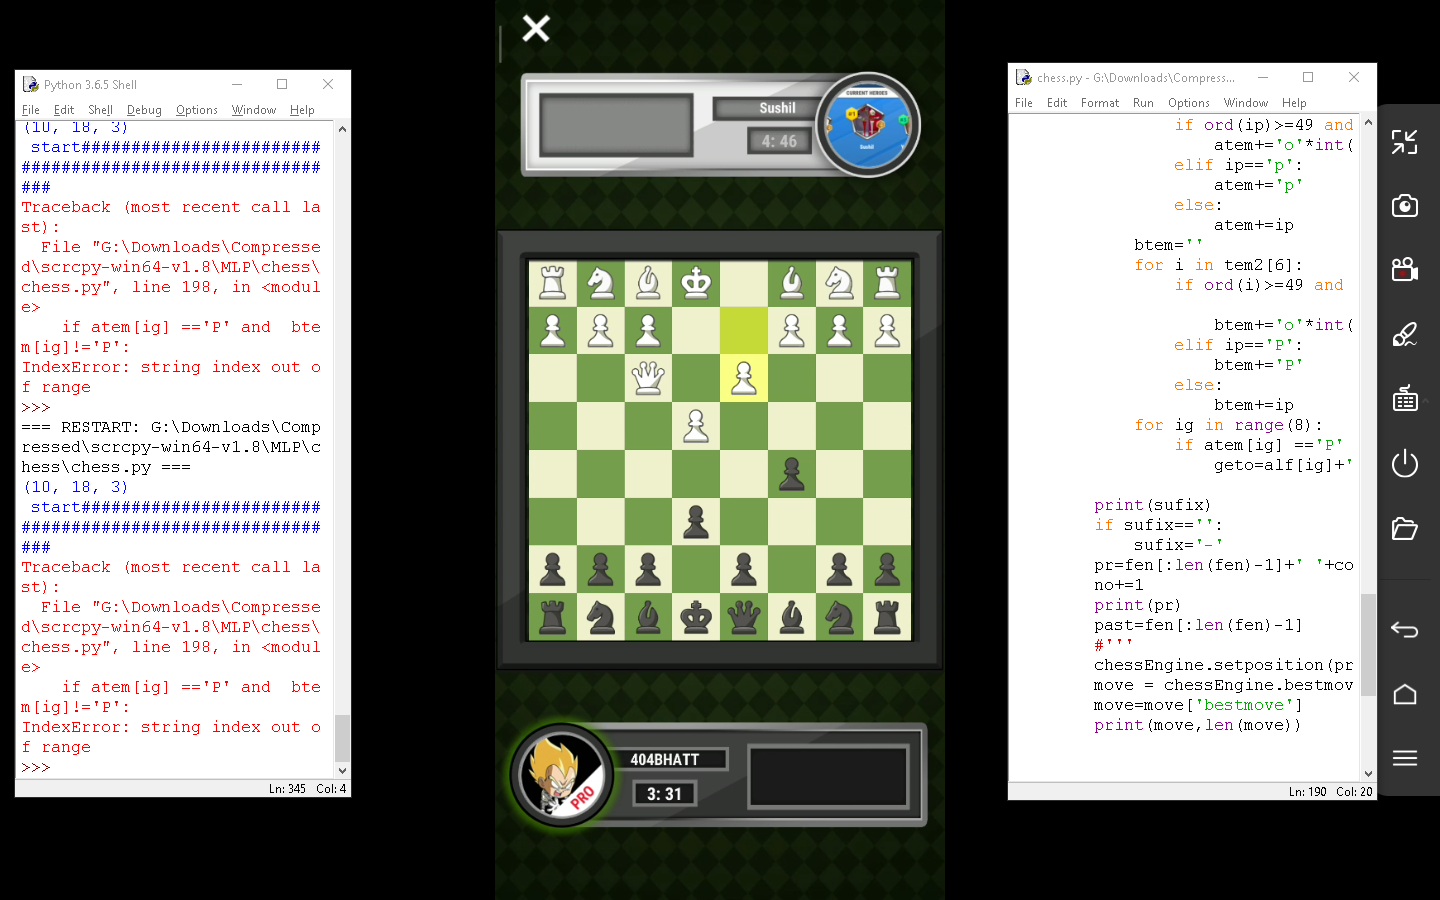 Python 3.6.5 Shell
File Edit Shell Debug Options Window Help
(10, 18, 3)
start########################
##############################
###
Traceback (most recent call la
st):
File "G:\Downloads\Compresse
d\scrcpy-win64-v1.8\MLP\chess\
chess.py", line 198, in <modul
e>
if atem[ig] =='P' and bte
m[ig]!='P':
IndexError: string index out o
f range
>>>
=== RESTART: G:\Downloads\Comp
ressed\scrcpy-win64-v1.8\MLP\c
hess\chess.py ===
(10, 18, 3)
start########################
##############################
###
Traceback (most recent call la
st):
File "G:\Downloads\Compresse
d\scrcpy-win64-v1.8\MLP\chess\
chess.py", line 198, in <modul
e>
if atem[ig] =='P' and bte
m[ig]!='P':
IndexError: string index out o
f range
>>>
Ln: 345 Col: 4
Sushil
4: 46
CURRENT HEROES
#1
Sushil
404BHATT
3: 31
PRO
chess.py - G:\Downloads\Compress...
File Edit Format Run Options Window Help
if ord(ip)>=49 and
atem+='o'*int(
elif ip=='p':
atem+='p'
else:
atem+=ip
btem=''
for i in tem2[6]:
if ord(i)>=49 and
btem+='o'*int(
elif ip=='P':
btem+='P'
else:
btem+=ip
for ig in range(8):
if atem[ig] =='P'
geto=alf[ig]+'
print(sufix)
if sufix=='':
sufix='-'
pr=fen[:len(fen)-1]+' '+co
no+=1
print(pr)
past=fen[:len(fen)-1]
#'''
chessEngine.setposition(pr
move = chessEngine.bestmov
move=move['bestmove']
print(move,len(move))
Ln: 190 Col: 20